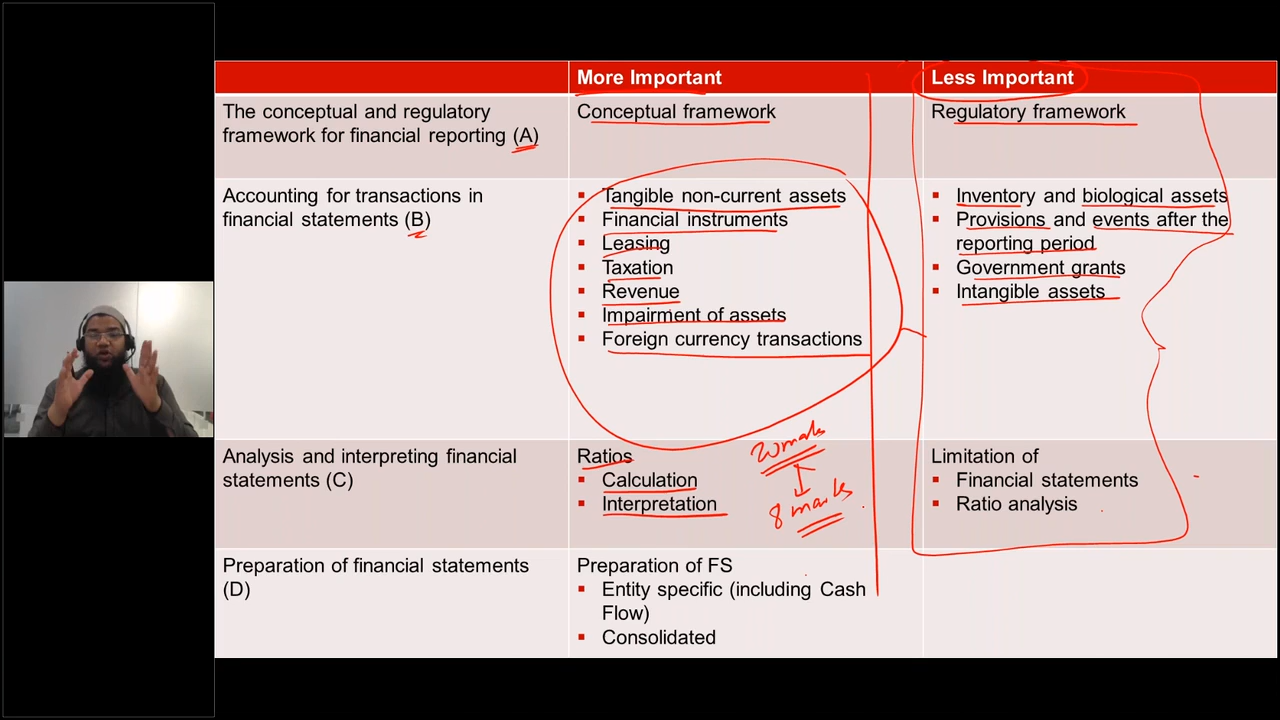 More Important
Less Important
The conceptual and regulatory
framework for financial reporting (A)
Conceptual framework
Regulatory framework
Accounting for transactions in
financial statements (B)
▪ Tangible non-current assets
▪ Financial instruments
▪ Leasing
▪ Taxation
▪ Revenue
▪ Impairment of assets
▪ Foreign currency transactions
▪ Inventory and biological assets
▪ Provisions and events after the
reporting period
▪ Government grants
▪ Intangible assets
Analysis and interpreting financial
statements (C)
Ratios
▪ Calculation
▪ Interpretation
20 marks
8 marks
Limitation of
▪ Financial statements
▪ Ratio analysis
Preparation of financial statements
(D)
Preparation of FS
▪ Entity specific (including Cash
Flow)
▪ Consolidated